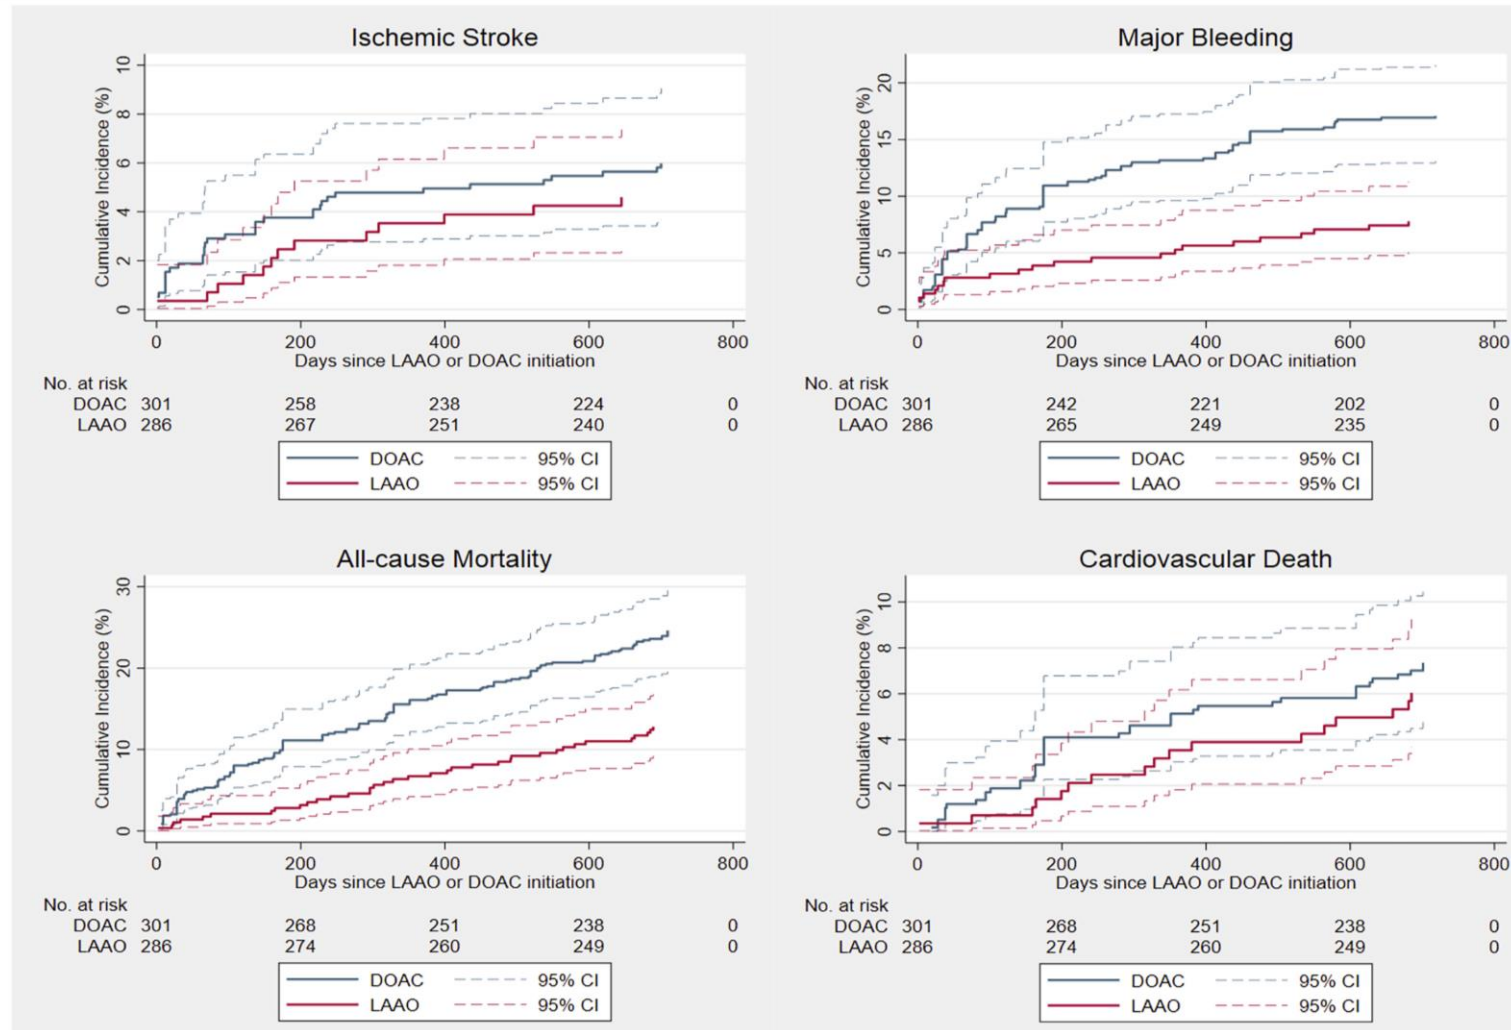 Ischemic Stroke
Cumulative Incidence (%)
10
8
6
4
2
0
0 200 400 600 800
Days since LAAO or DOAC initiation
No. at risk
DOAC 301 258 238 224 0
LAAO 286 267 251 240 0
DOAC 95% CI
LAAO 95% CI
Major Bleeding
Cumulative Incidence (%)
20
15
10
5
0
0 200 400 600 800
Days since LAAO or DOAC initiation
No. at risk
DOAC 301 242 221 202 0
LAAO 286 265 249 235 0
DOAC 95% CI
LAAO 95% CI
All-cause Mortality
Cumulative Incidence (%)
30
20
10
0
0 200 400 600 800
Days since LAAO or DOAC initiation
No. at risk
DOAC 301 268 251 238 0
LAAO 286 274 260 249 0
DOAC 95% CI
LAAO 95% CI
Cardiovascular Death
Cumulative Incidence (%)
10
8
6
4
2
0
0 200 400 600 800
Days since LAAO or DOAC initiation
No. at risk
DOAC 301 268 251 238 0
LAAO 286 274 260 249 0
DOAC 95% CI
LAAO 95% CI